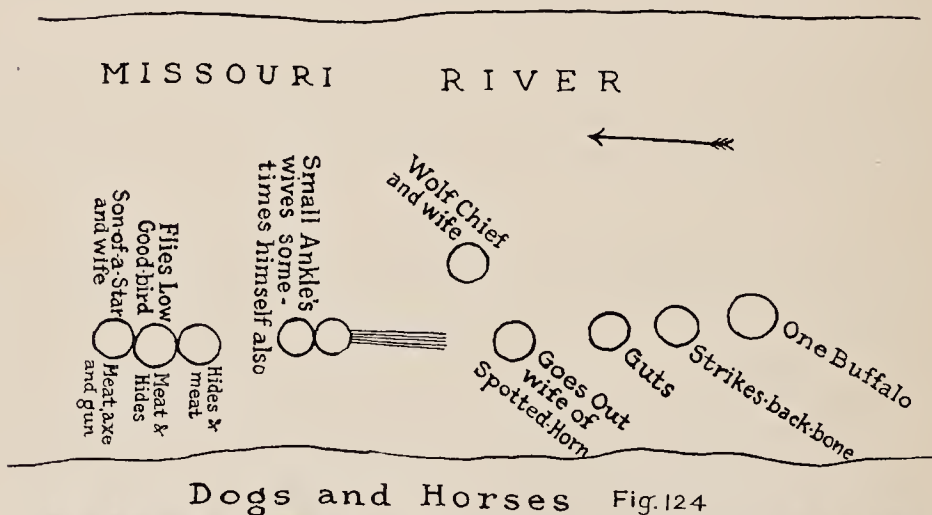 MISSOURI RIVER
Son-of-a-Star
and wife
Flies Low
Good-bird
Small Ankle's
wives some-
times himself also
Wolf Chief
and wife
Meat, axe
and gun
Meat &
Hides
Hides &
meat
Goes Out
wife of
Spotted-Horn
Guts
Strikes-back-bone
One Buffalo
Dogs and Horses Fig. 124